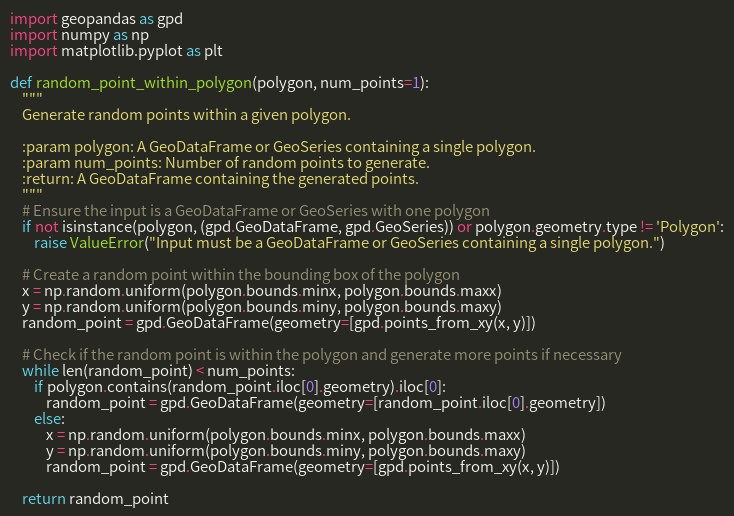 import geopandas as gpd
import numpy as np
import matplotlib.pyplot as plt

def random_point_within_polygon(polygon, num_points=1):
    """
    Generate random points within a given polygon.

    :param polygon: A GeoDataFrame or GeoSeries containing a single polygon.
    :param num_points: Number of random points to generate.
    :return: A GeoDataFrame containing the generated points.
    """
    # Ensure the input is a GeoDataFrame or GeoSeries with one polygon
    if not isinstance(polygon, (gpd.GeoDataFrame, gpd.GeoSeries)) or polygon.geometry.type != 'Polygon':
        raise ValueError("Input must be a GeoDataFrame or GeoSeries containing a single polygon.")

    # Create a random point within the bounding box of the polygon
    x = np.random.uniform(polygon.bounds.minx, polygon.bounds.maxx)
    y = np.random.uniform(polygon.bounds.miny, polygon.bounds.maxy)
    random_point = gpd.GeoDataFrame(geometry=[gpd.points_from_xy(x, y)])

    # Check if the random point is within the polygon and generate more points if necessary
    while len(random_point) < num_points:
        if polygon.contains(random_point.iloc[0].geometry).iloc[0]:
            random_point = gpd.GeoDataFrame(geometry=[random_point.iloc[0].geometry])
        else:
            x = np.random.uniform(polygon.bounds.minx, polygon.bounds.maxx)
            y = np.random.uniform(polygon.bounds.miny, polygon.bounds.maxy)
            random_point = gpd.GeoDataFrame(geometry=[gpd.points_from_xy(x, y)])

    return random_point